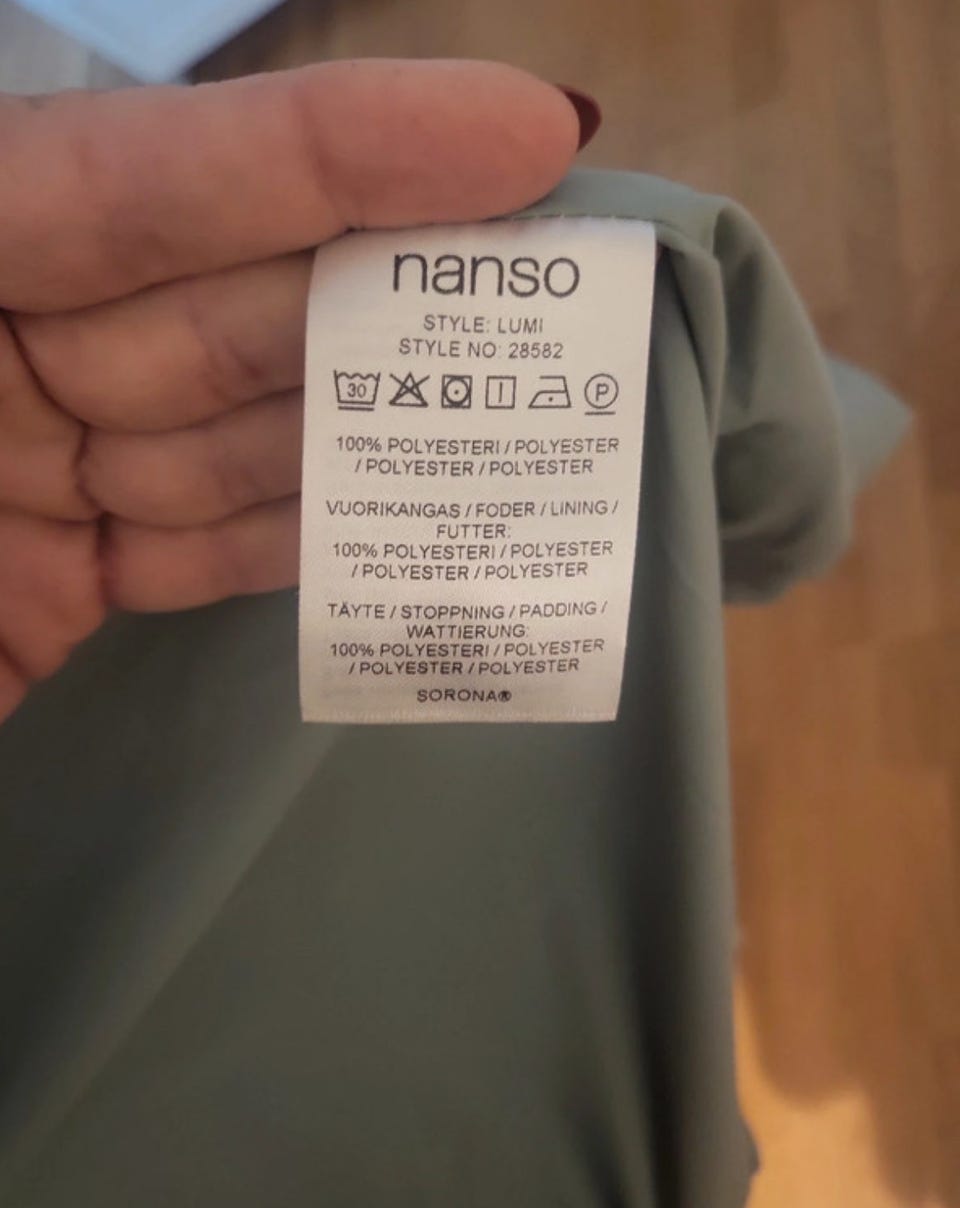 nanso
STYLE: LUMI
STYLE NO: 28582
30 P
100% POLYESTERI / POLYESTER
/ POLYESTER / POLYESTER
VUORIKANGAS / FODER / LINING /
FUTTER:
100% POLYESTERI / POLYESTER
/ POLYESTER / POLYESTER
TÄYTE / STOPPNING / PADDING /
WATTIERUNG:
100% POLYESTERI / POLYESTER
/ POLYESTER / POLYESTER
SORONA®